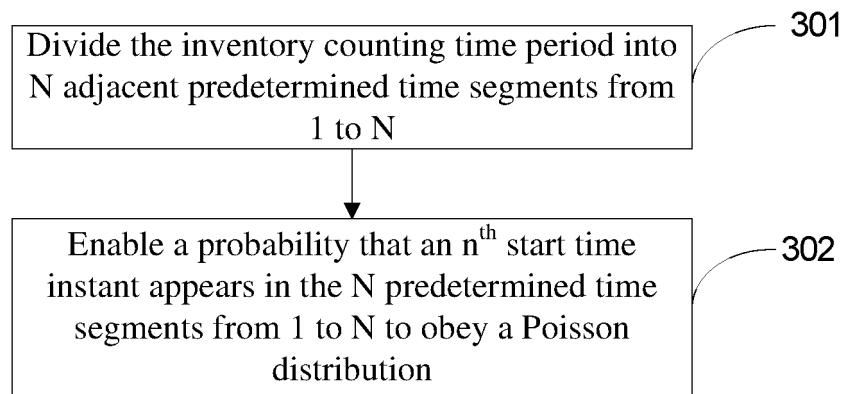 Divide the inventory counting time period into
N adjacent predetermined time segments from
1 to N
301
Enable a probability that an nth start time
instant appears in the N predetermined time
segments from 1 to N to obey a Poisson
distribution
302